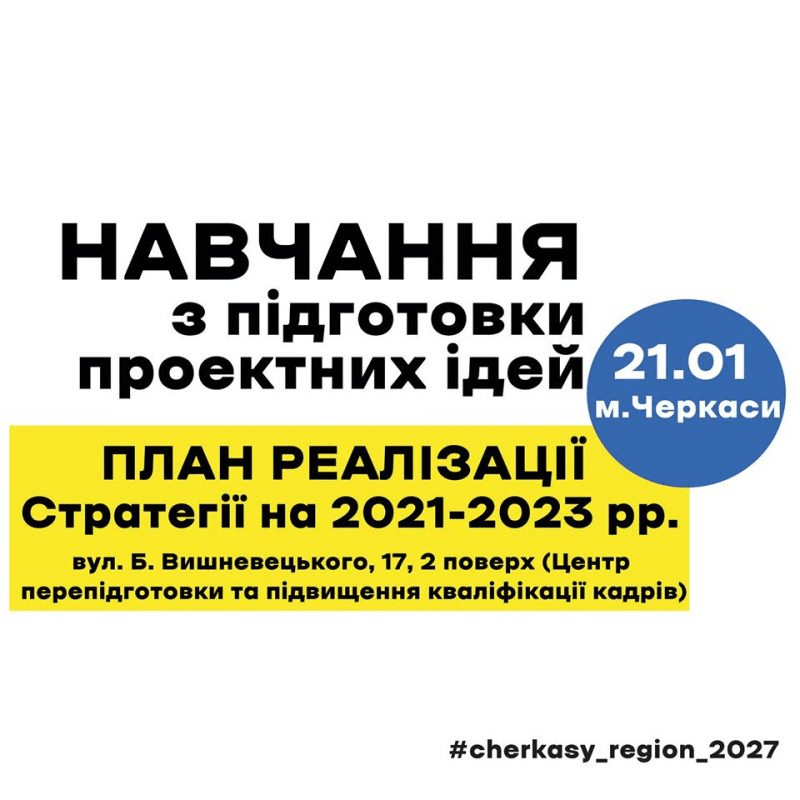 НАВЧАННЯ
з підготовки
проектних ідей
21.01
м.Черкаси
ПЛАН РЕАЛІЗАЦІЇ
Стратегії на 2021-2023 рр.
вул. Б. Вишневецького, 17, 2 поверх (Центр
перепідготовки та підвищення кваліфікації кадрів)
#cherkasy_region_2027